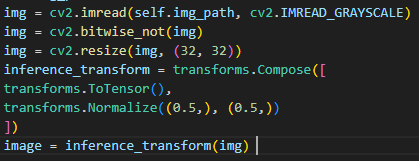 img = cv2.imread(self.img_path, cv2.IMREAD_GRAYSCALE)
img = cv2.bitwise_not(img)
img = cv2.resize(img, (32, 32))
inference_transform = transforms.Compose([
transforms.ToTensor(),
transforms.Normalize((0.5,), (0.5,))
])
image = inference_transform(img)